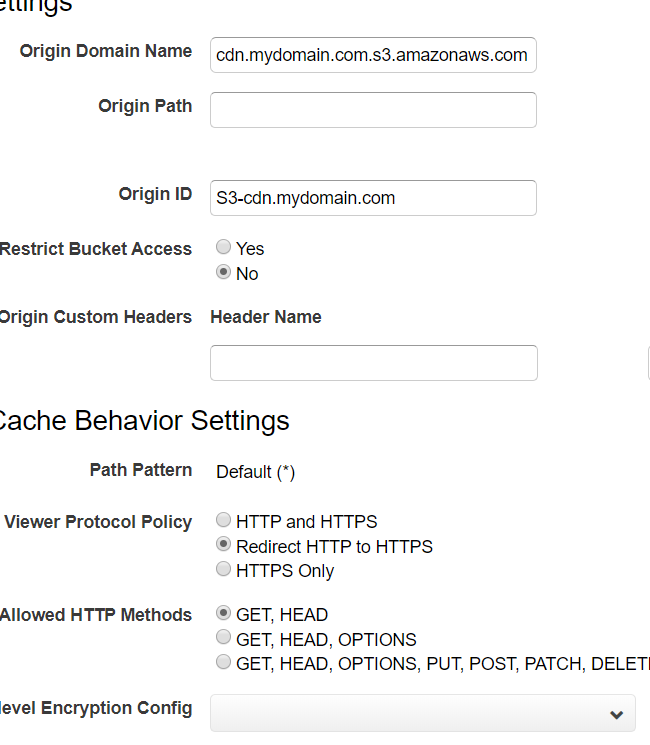 ettings
Origin Domain Name cdn.mydomain.com.s3.amazonaws.com
Origin Path
Origin ID S3-cdn.mydomain.com
Restrict Bucket Access Yes
No
Origin Custom Headers Header Name
Cache Behavior Settings
Path Pattern Default (*)
Viewer Protocol Policy HTTP and HTTPS
Redirect HTTP to HTTPS
HTTPS Only
Allowed HTTP Methods GET, HEAD
GET, HEAD, OPTIONS
GET, HEAD, OPTIONS, PUT, POST, PATCH, DELET
level Encryption Config